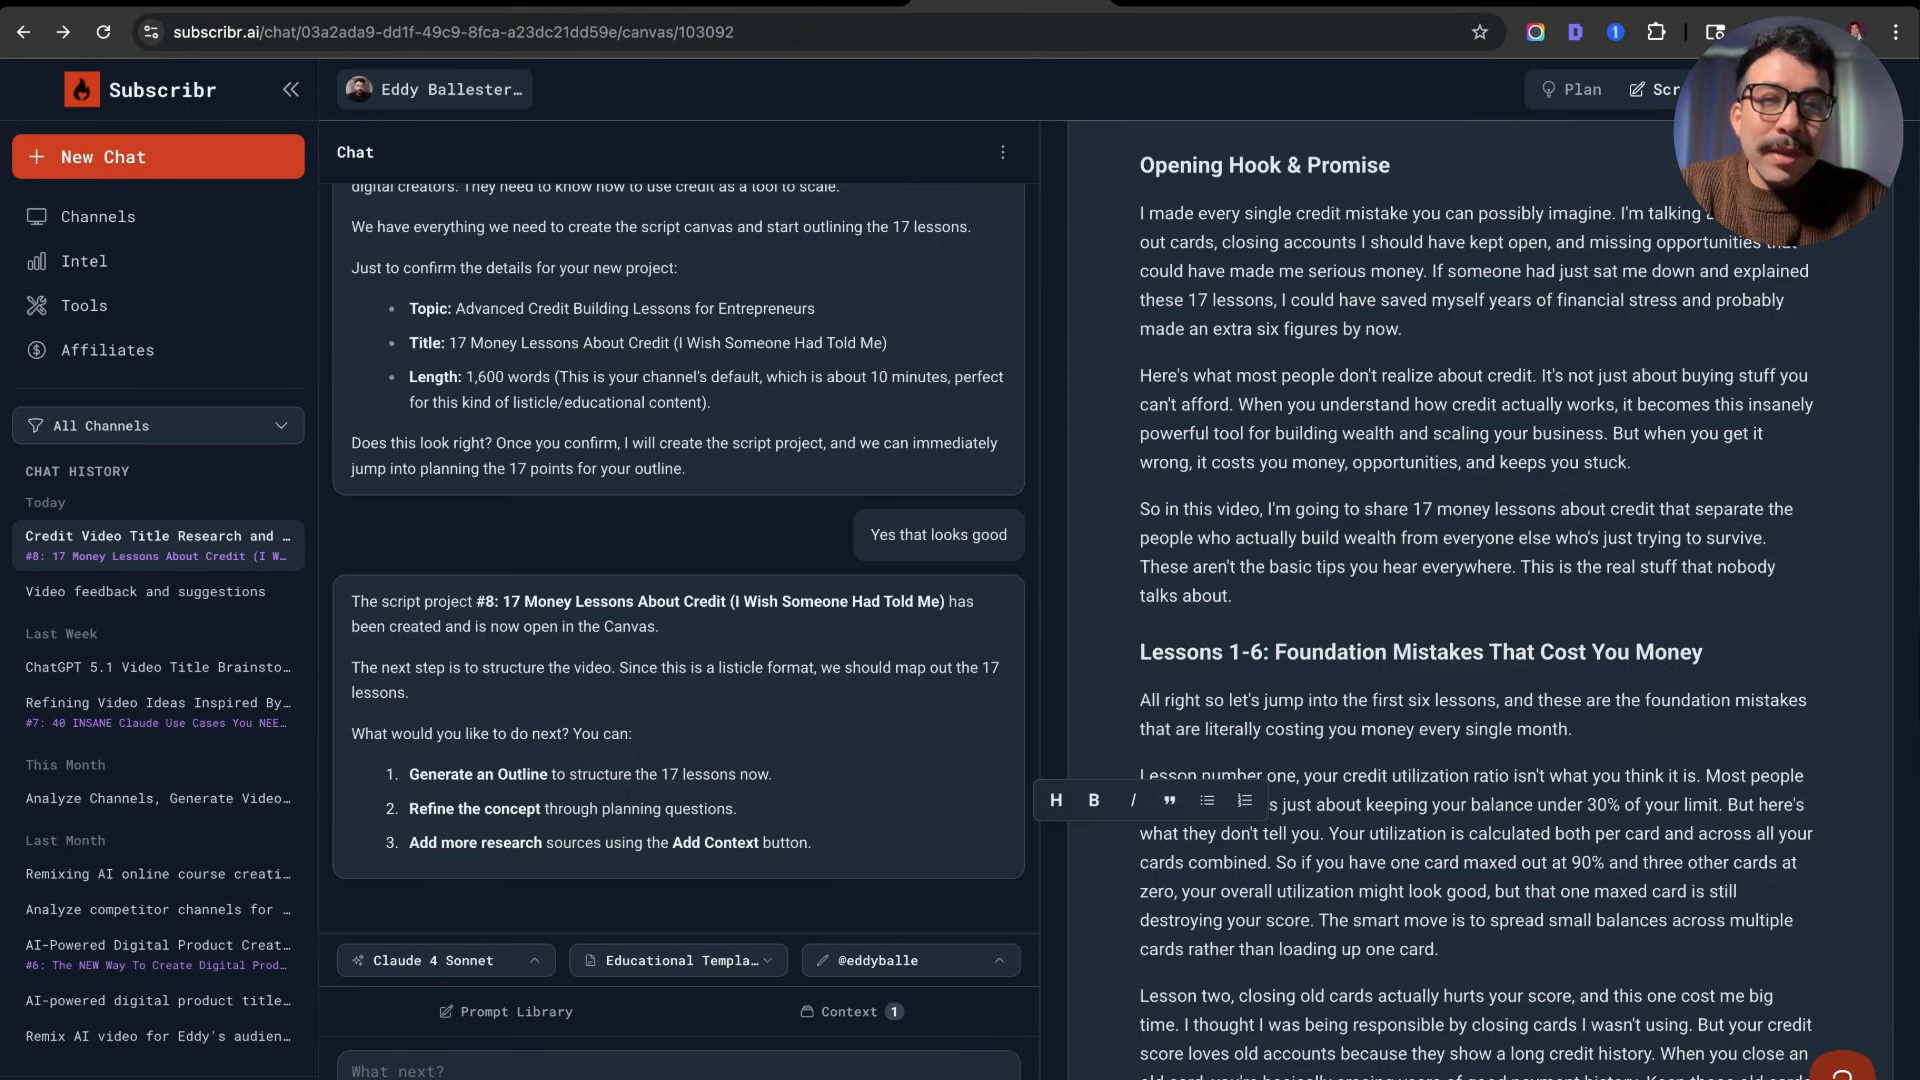 subscribr.ai/chat/03a2ada9-dd1f-49c9-8fca-a23dc21dd59e/canvas/103092
Subscribr
New Chat
Channels
Intel
Tools
Affiliates
All Channels
CHAT HISTORY
Today
Credit Video Title Research and …
#8: 17 Money Lessons About Credit (I W…
Video feedback and suggestions
Last Week
ChatGPT 5.1 Video Title Brainsto…
Refining Video Ideas Inspired By…
#7: 40 INSANE Claude Use Cases You NEE…
This Month
Analyze Channels, Generate Video…
Last Month
Remixing AI online course creati…
Analyze competitor channels for …
AI-Powered Digital Product Creat…
#6: The NEW Way To Create Digital Prod…
AI-powered digital product title…
Remix AI video for Eddy's audien…
Eddy Ballester…
Chat
digital creators. They need to know how to use credit as a tool to scale.
We have everything we need to create the script canvas and start outlining the 17 lessons.
Just to confirm the details for your new project:
• Topic: Advanced Credit Building Lessons for Entrepreneurs
• Title: 17 Money Lessons About Credit (I Wish Someone Had Told Me)
• Length: 1,600 words (This is your channel's default, which is about 10 minutes, perfect
for this kind of listicle/educational content).
Does this look right? Once you confirm, I will create the script project, and we can immediately
jump into planning the 17 points for your outline.
Yes that looks good
The script project #8: 17 Money Lessons About Credit (I Wish Someone Had Told Me) has
been created and is now open in the Canvas.
The next step is to structure the video. Since this is a listicle format, we should map out the 17
lessons.
What would you like to do next? You can:
1. Generate an Outline to structure the 17 lessons now.
2. Refine the concept through planning questions.
3. Add more research sources using the Add Context button.
Claude 4 Sonnet
Educational Templa…
@eddyballe
Prompt Library
Context 1
What next?
Plan
Scr
Opening Hook & Promise
I made every single credit mistake you can possibly imagine. I'm talking
out cards, closing accounts I should have kept open, and missing opportunities that
could have made me serious money. If someone had just sat me down and explained
these 17 lessons, I could have saved myself years of financial stress and probably
made an extra six figures by now.
Here's what most people don't realize about credit. It's not just about buying stuff you
can't afford. When you understand how credit actually works, it becomes this insanely
powerful tool for building wealth and scaling your business. But when you get it
wrong, it costs you money, opportunities, and keeps you stuck.
So in this video, I'm going to share 17 money lessons about credit that separate the
people who actually build wealth from everyone else who's just trying to survive.
These aren't the basic tips you hear everywhere. This is the real stuff that nobody
talks about.
Lessons 1-6: Foundation Mistakes That Cost You Money
All right so let's jump into the first six lessons, and these are the foundation mistakes
that are literally costing you money every single month.
Lesson number one, your credit utilization ratio isn't what you think it is. Most people
H B I
just about keeping your balance under 30% of your limit. But here's
what they don't tell you. Your utilization is calculated both per card and across all your
cards combined. So if you have one card maxed out at 90% and three other cards at
zero, your overall utilization might look good, but that one maxed card is still
destroying your score. The smart move is to spread small balances across multiple
cards rather than loading up one card.
Lesson two, closing old cards actually hurts your score, and this one cost me big
time. I thought I was being responsible by closing cards I wasn't using. But your credit
score loves old accounts because they show a long credit history. When you close an